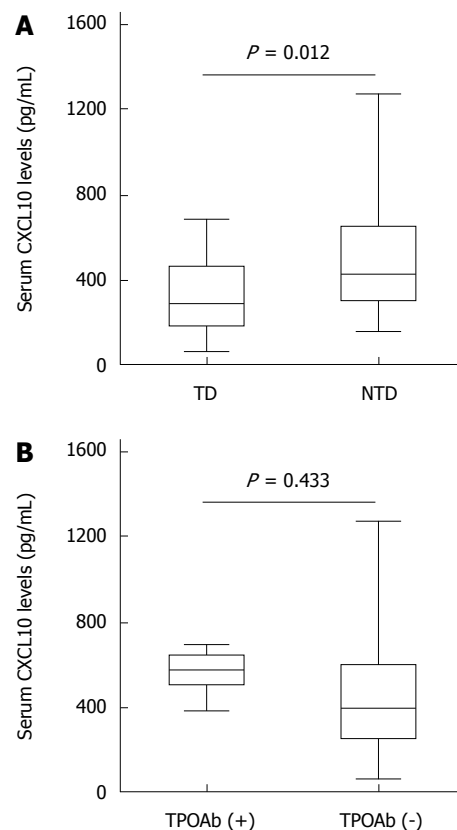 A
Serum CXCL10 levels (pg/mL)
1600
1200
800
400
0
P = 0.012
TD NTD
B
Serum CXCL10 levels (pg/mL)
1600
1200
800
400
0
P = 0.433
TPOAb (+) TPOAb (-)